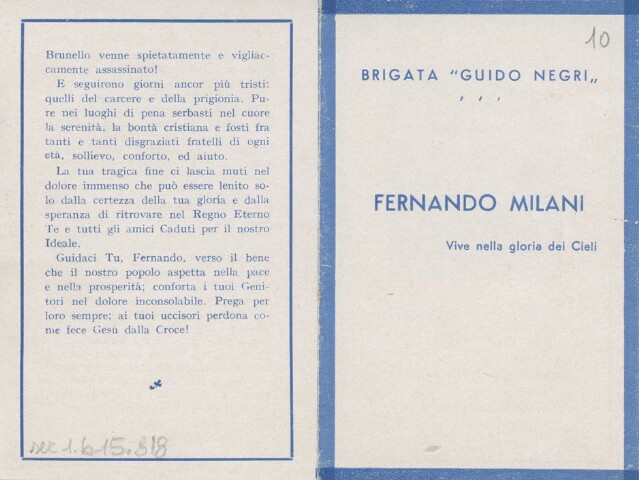 Brunello venne spietatamente e vigliac-
camente assassinato!
E seguirono giorni ancor più tristi:
quelli del carcere e della prigionia. Pu-
re nei luoghi di pena serbasti nel cuore
la serenità, la bontà cristiana e fosti fra
tanti e tanti disgraziati fratelli di ogni
età, sollievo, conforto, ed aiuto.
La tua tragica fine ci lascia muti nel
dolore immenso che può essere lenito so-
lo dalla certezza della tua gloria e dalla
speranza di ritrovare nel Regno Eterno
Te e tutti gli amici Caduti per il nostro
Ideale.
Guidaci Tu, Fernando, verso il bene
che il nostro popolo aspetta nella pace
e nella prosperità; conforta i tuoi Geni-
tori nel dolore inconsolabile. Prega per
loro sempre; ai tuoi uccisori perdona co-
me fece Gesù dalla Croce!
sez 1. b 15. 818
10
BRIGATA "GUIDO NEGRI„
FERNANDO MILANI
Vive nella gloria dei Cieli